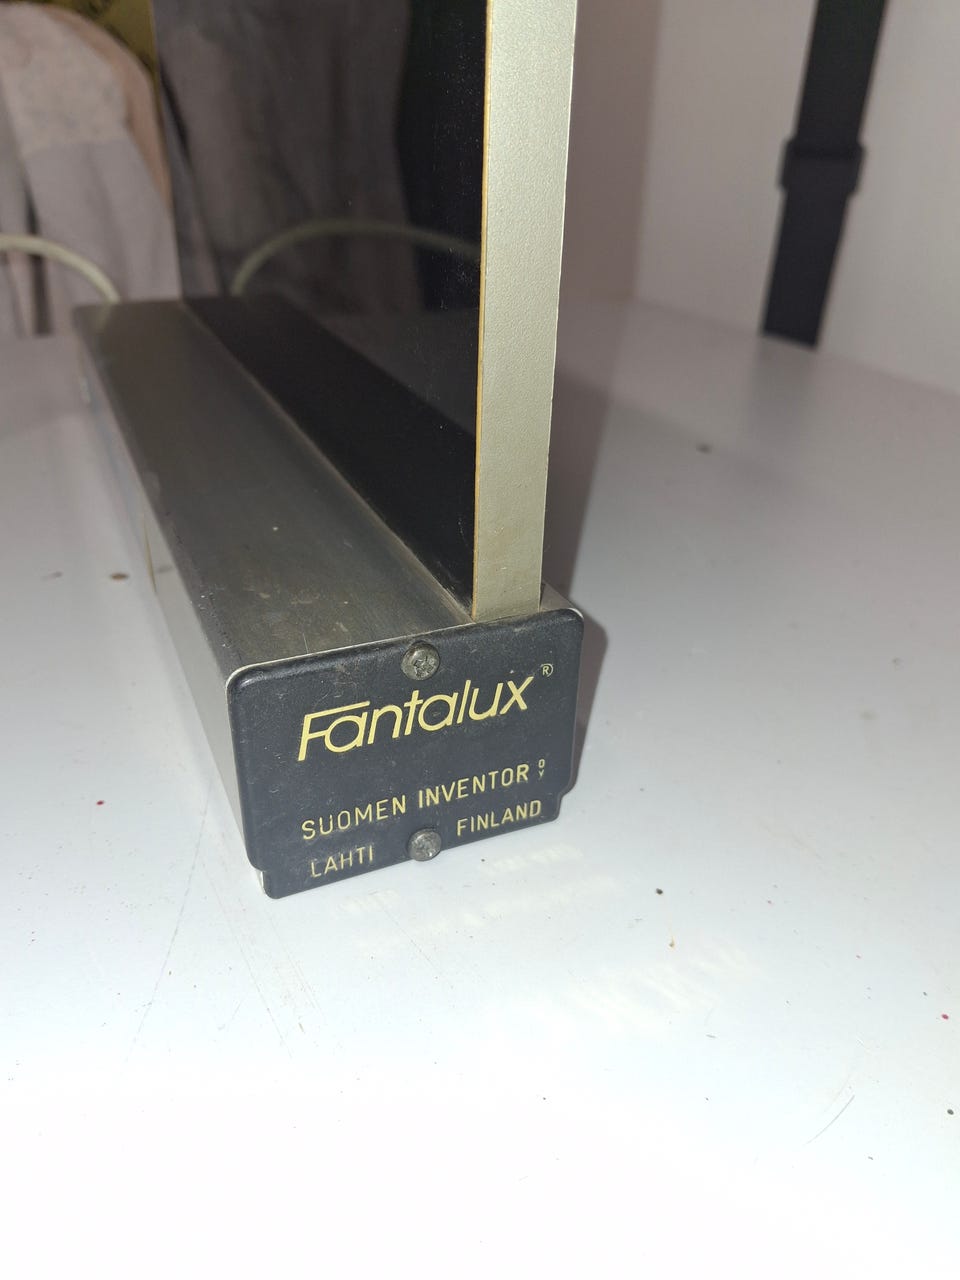 Fantalux®
SUOMEN INVENTOR OY
LAHTI FINLAND